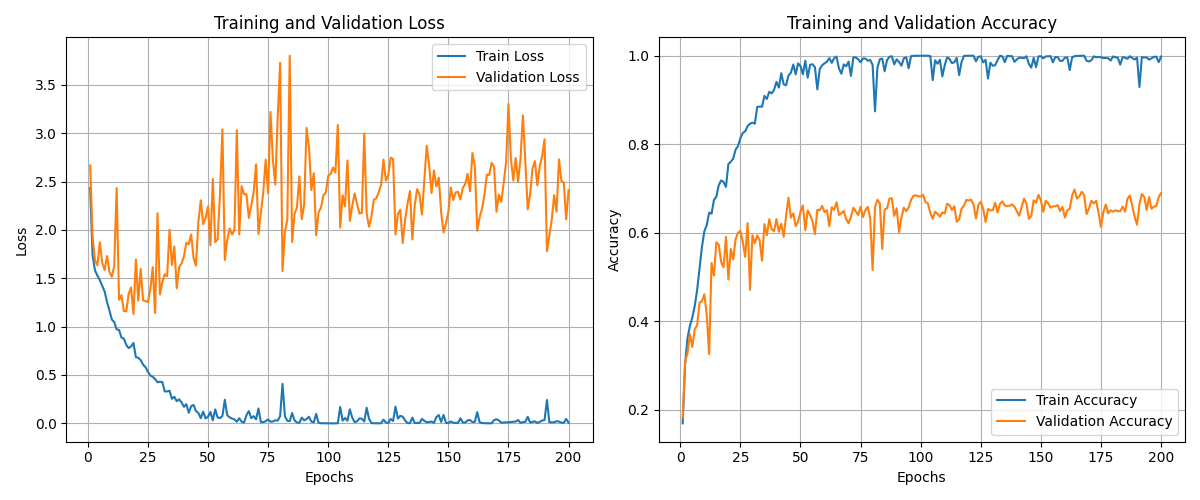 Training and Validation Loss
Train Loss
Validation Loss
3.5
3.0
2.5
2.0
1.5
1.0
0.5
0.0
Loss
0 25 50 75 100 125 150 175 200
Epochs
Training and Validation Accuracy
1.0
0.8
0.6
0.4
0.2
Accuracy
Train Accuracy
Validation Accuracy
0 25 50 75 100 125 150 175 200
Epochs